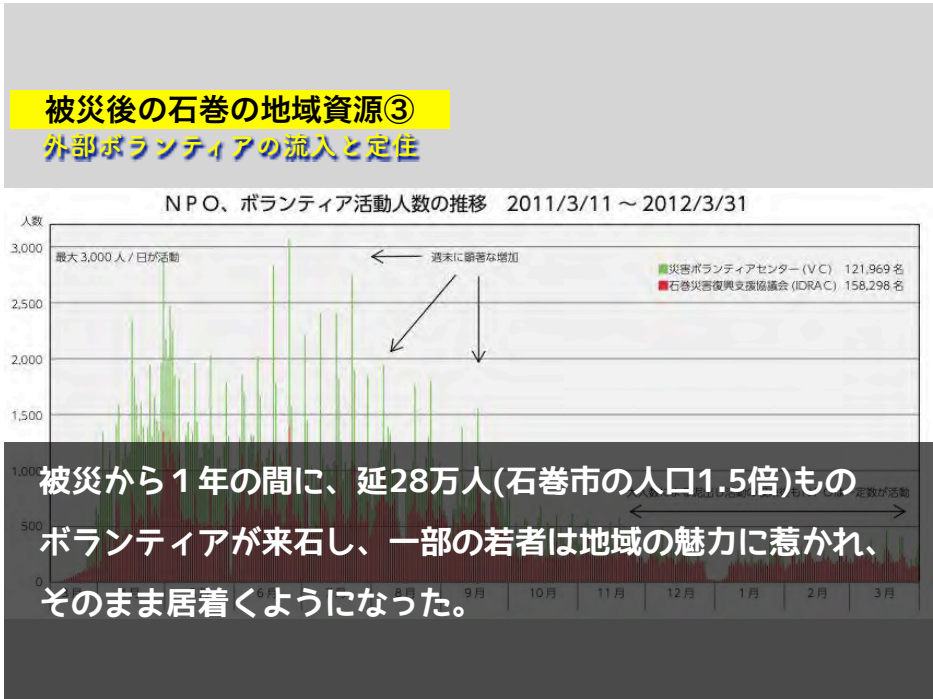 被災後の石巻の地域資源③
外部ボランティアの流入と定住
NPO、ボランティア活動人数の推移 2011/3/11 ~ 2012/3/31
人数
3,000
最大 3,000 人 / 日が活動
週末に顕著な増加
■災害ボランティアセンター (VC) 121,969 名
■石巻災害復興支援協議会 (IDRAC) 158,298 名
2,500
2,000
1,500
1,000
被災から1年の間に、延28万人(石巻市の人口1.5倍)もの
定数が活動
500
ボランティアが来石し、一部の若者は地域の魅力に惹かれ、
0
6月 8月 9月 10月 11月 12月 1月 2月 3月
そのまま居着くようになった。